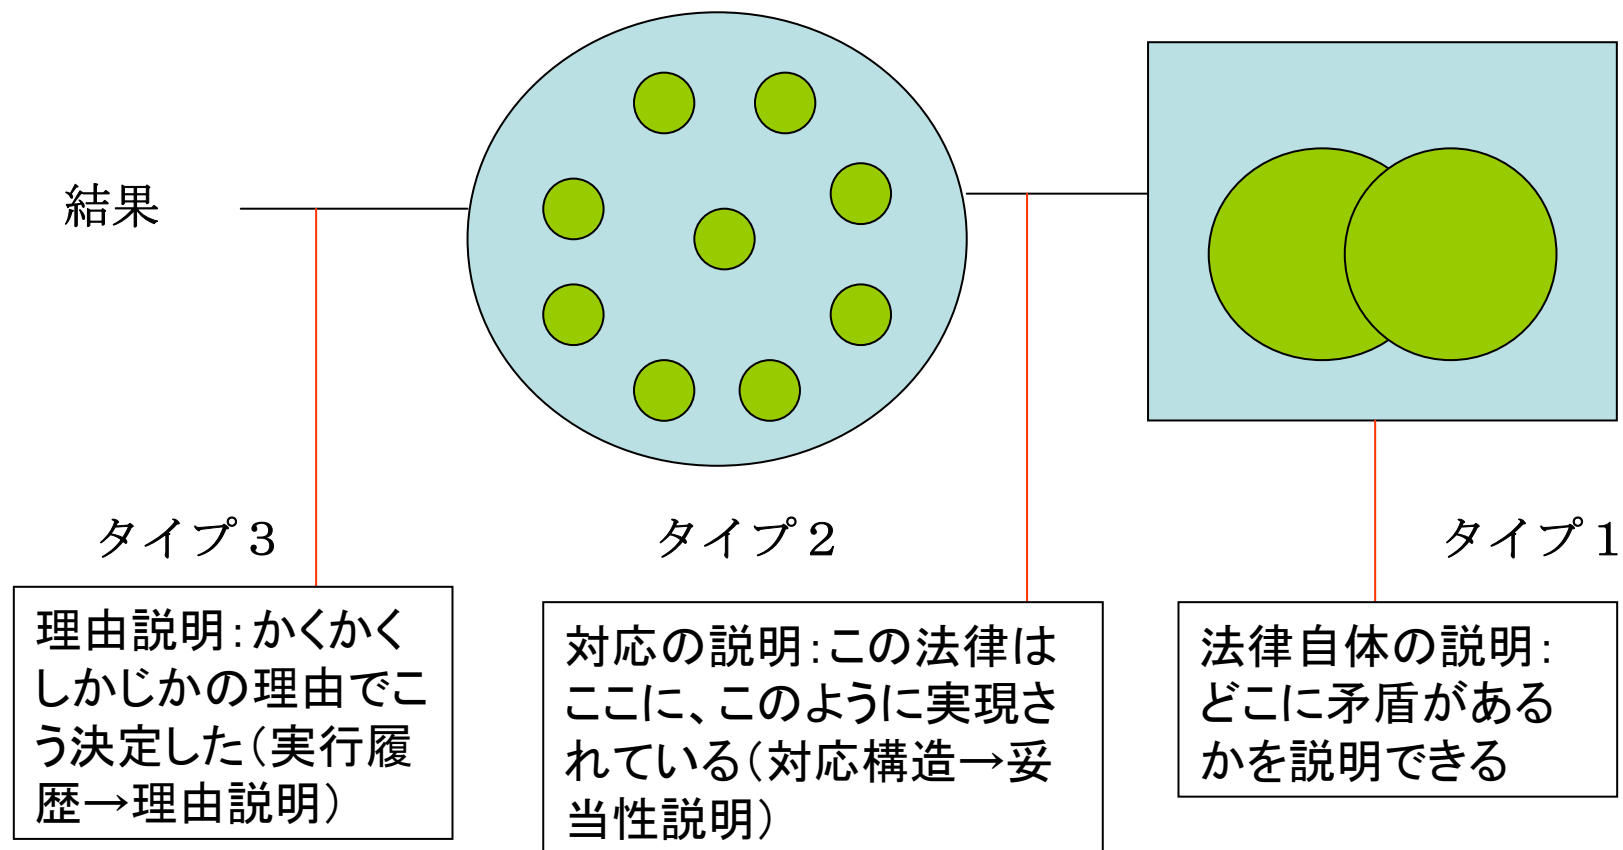 結果
タイプ３
タイプ２
タイプ１
理由説明：かくかく
しかじかの理由でこ
う決定した（実行履
歴→理由説明）
対応の説明：この法律は
ここに、このように実現さ
れている（対応構造→妥
当性説明）
法律自体の説明：
どこに矛盾がある
かを説明できる